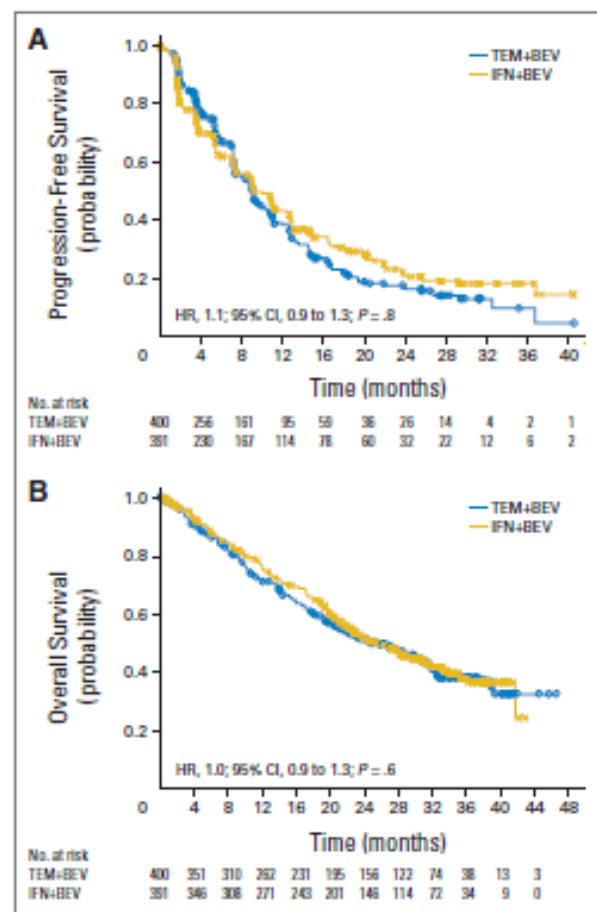 A
Progression-Free Survival
(probability)
TEM+BEV
IFN+BEV
1.0
0.8
0.6
0.4
0.2
HR, 1.1; 95% CI, 0.9 to 1.3; P = .8
0 4 8 12 16 20 24 28 32 36 40
Time (months)
No. at risk
TEM+BEV 400 256 161 95 59 36 26 14 4 2 1
IFN+BEV 391 230 167 114 78 60 32 22 12 6 2
B
Overall Survival
(probability)
TEM+BEV
IFN+BEV
1.0
0.8
0.6
0.4
0.2
HR, 1.0; 95% CI, 0.9 to 1.3; P = .6
0 4 8 12 16 20 24 28 32 36 40 44 48
Time (months)
No. at risk
TEM+BEV 400 351 310 262 231 195 156 122 74 38 13 3
IFN+BEV 391 346 308 271 243 201 146 114 72 34 9 0